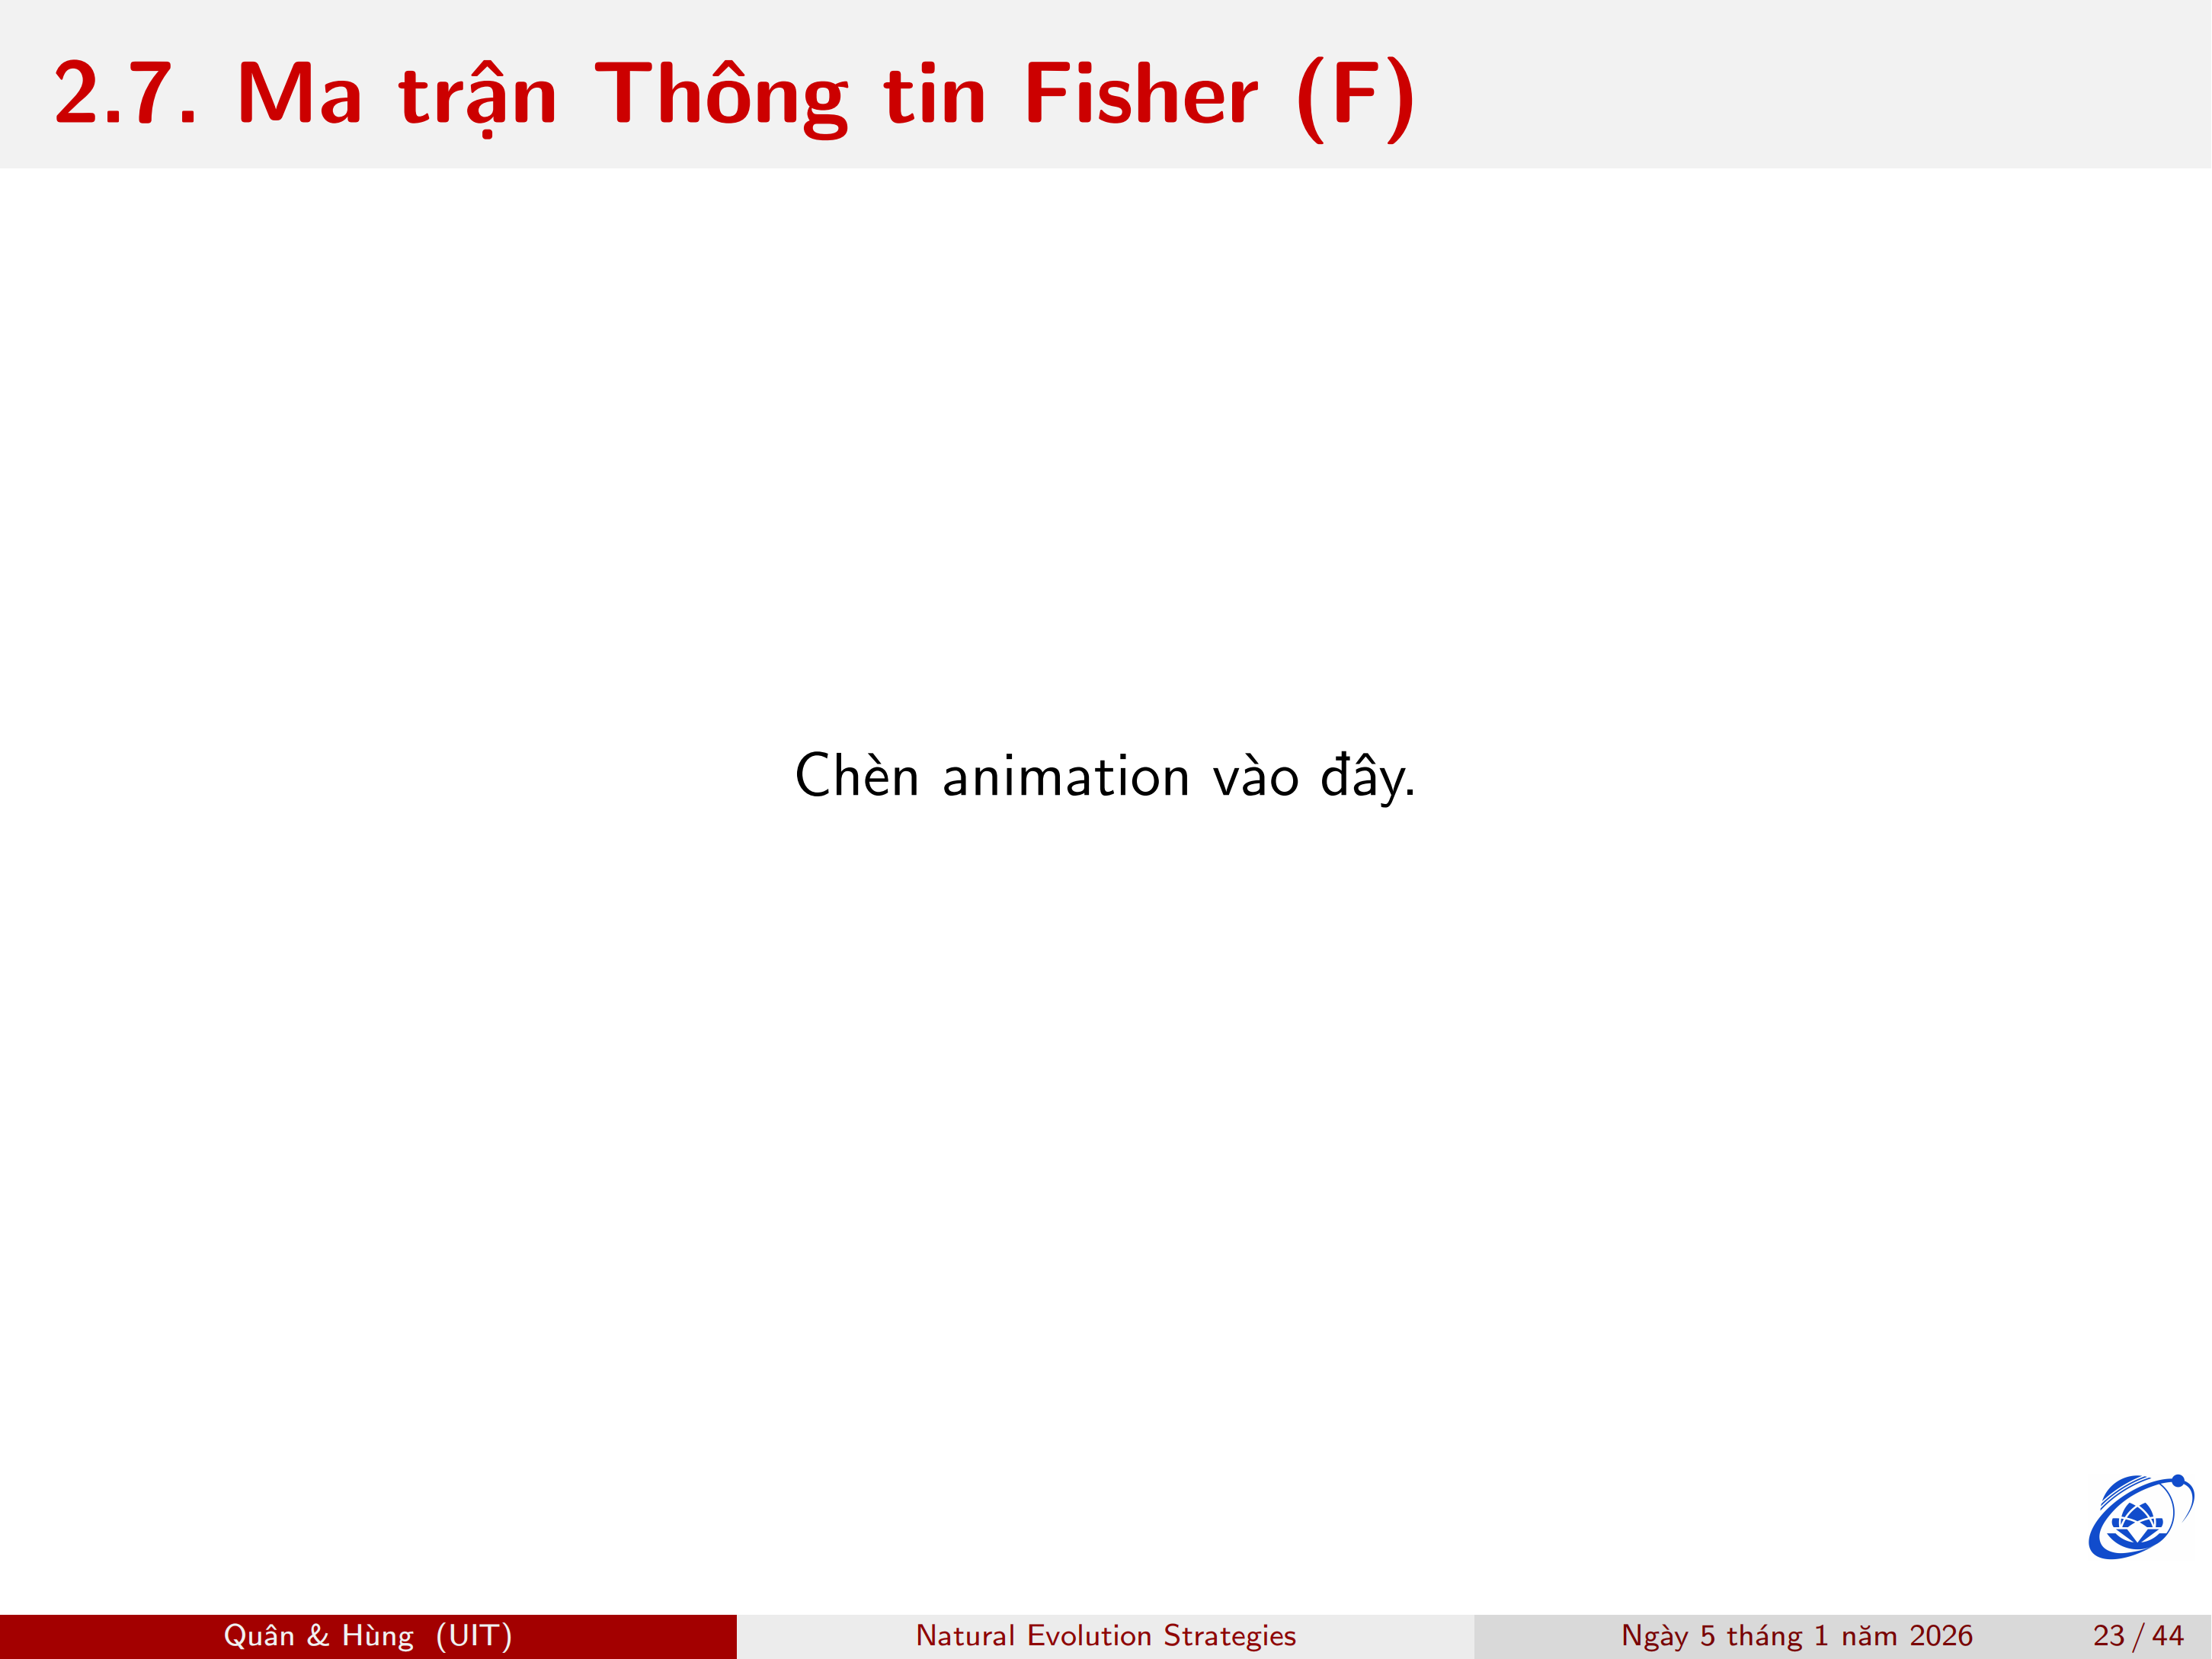 2.7. Ma trận Thông tin Fisher (F)
Chèn animation vào đây.
Quân & Hùng (UIT)
Natural Evolution Strategies
Ngày 5 tháng 1 năm 2026
23 / 44